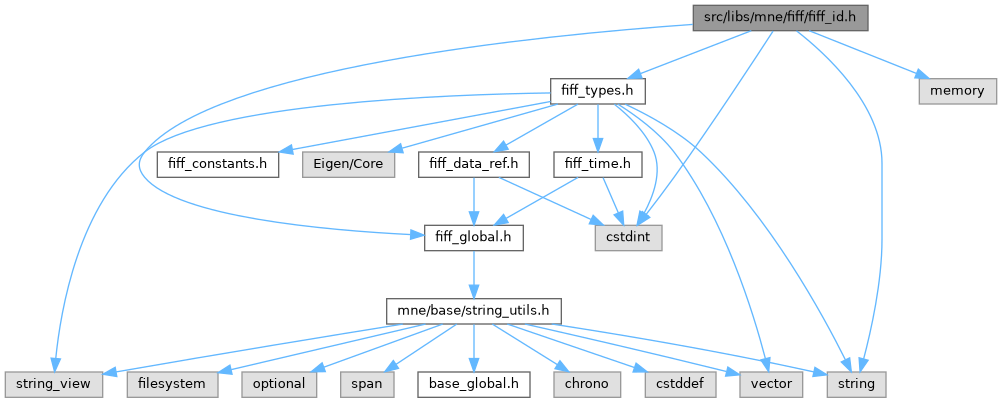 src/libs/mne/fiff/fiff_id.h
fiff_types.h
memory
fiff_constants.h
Eigen/Core
fiff_data_ref.h
fiff_time.h
fiff_global.h
cstdint
mne/base/string_utils.h
string_view
filesystem
optional
span
base_global.h
chrono
cstddef
vector
string